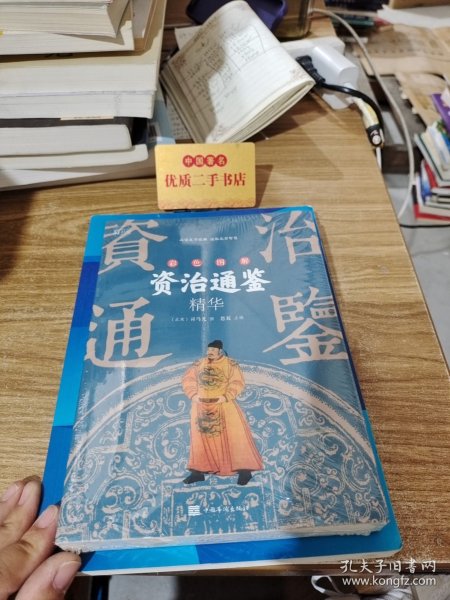 中国著名
优质二手书店
資治
通鑒
彩色图解
资治通鉴
精华
中国华侨出版社
孔夫子旧书网
www.kongfz.com